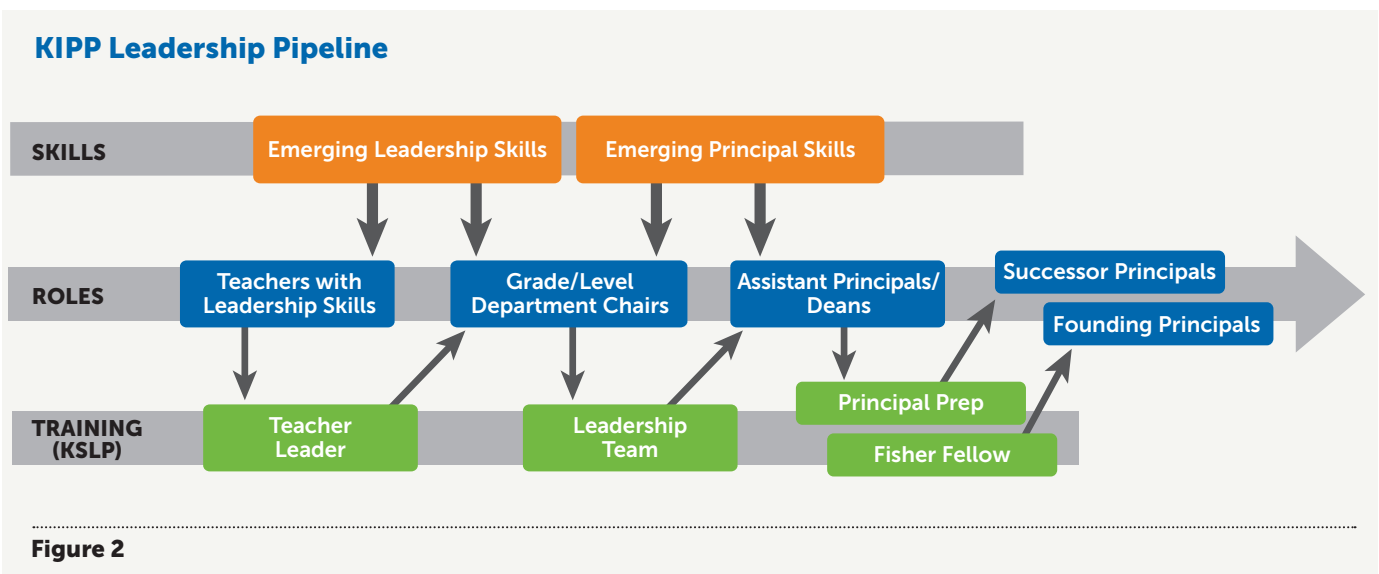 KIPP Leadership Pipeline
SKILLS
Emerging Leadership Skills
Emerging Principal Skills
ROLES
Teachers with
Leadership Skills
Grade/Level
Department Chairs
Assistant Principals/
Deans
Successor Principals
Founding Principals
TRAINING
(KSLP)
Teacher
Leader
Leadership
Team
Principal Prep
Fisher Fellow
Figure 2